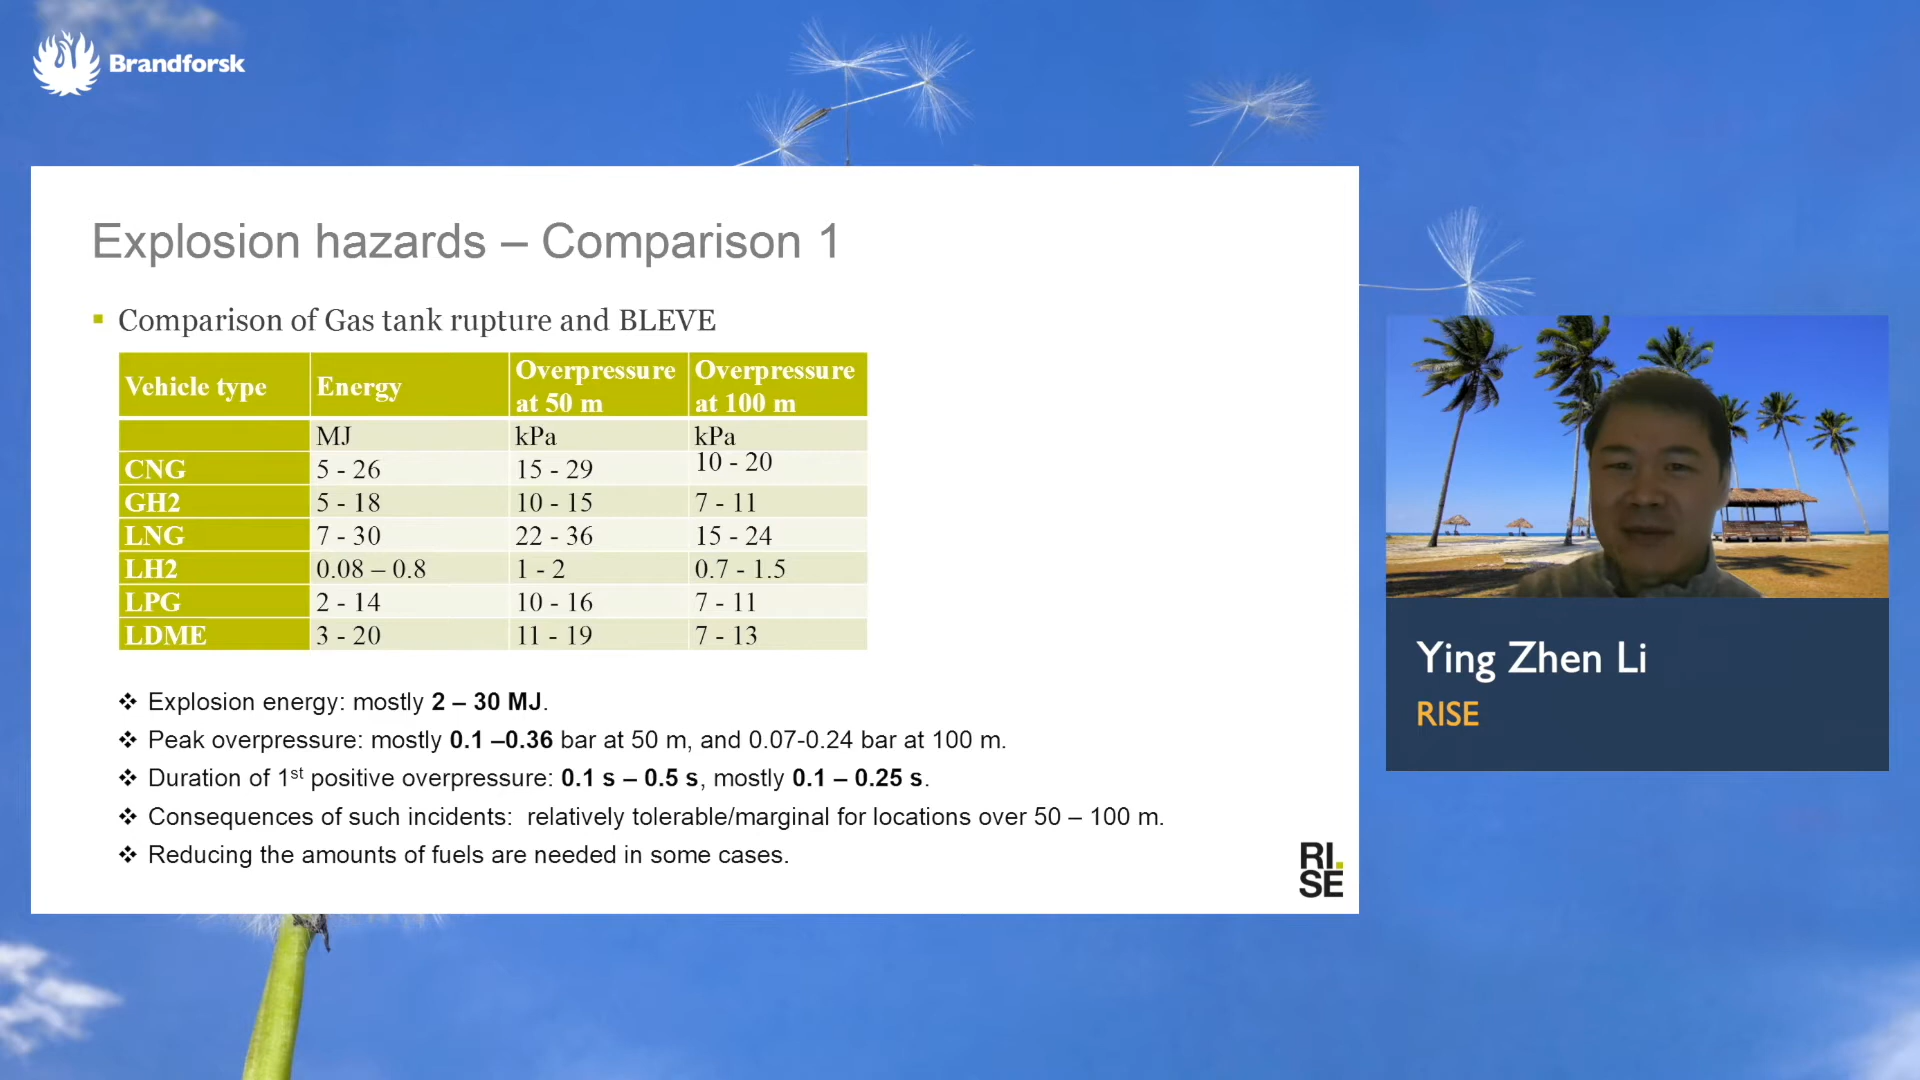 Brandforsk
Explosion hazards – Comparison 1
Comparison of Gas tank rupture and BLEVE
Vehicle type Energy Overpressure at 50 m Overpressure at 100 m
MJ kPa kPa
CNG 5 - 26 15 - 29 10 - 20
GH2 5 - 18 10 - 15 7 - 11
LNG 7 - 30 22 - 36 15 - 24
LH2 0.08 – 0.8 1 - 2 0.7 - 1.5
LPG 2 - 14 10 - 16 7 - 11
LDME 3 - 20 11 - 19 7 - 13
❖ Explosion energy: mostly 2 – 30 MJ.
❖ Peak overpressure: mostly 0.1 –0.36 bar at 50 m, and 0.07-0.24 bar at 100 m.
❖ Duration of 1st positive overpressure: 0.1 s – 0.5 s, mostly 0.1 – 0.25 s.
❖ Consequences of such incidents: relatively tolerable/marginal for locations over 50 – 100 m.
❖ Reducing the amounts of fuels are needed in some cases.
RI.
SE
Ying Zhen Li
RISE